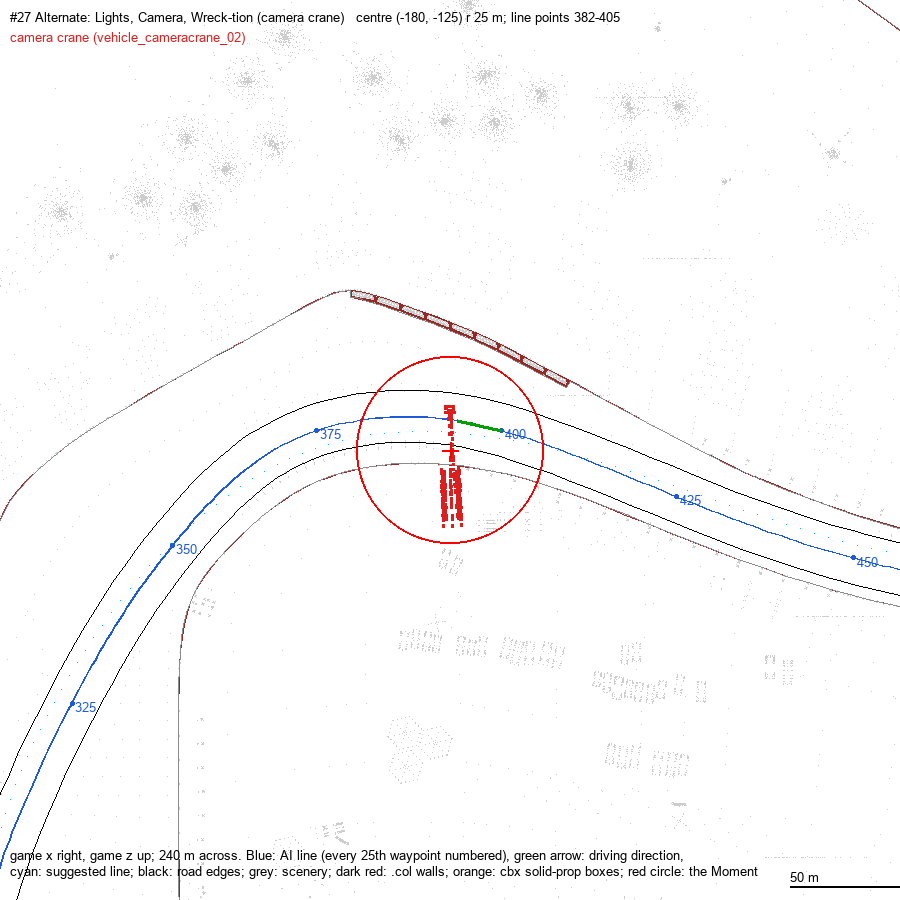 #27 Alternate: Lights, Camera, Wreck-tion (camera crane)   centre (-180, -125) r 25 m; line points 382-405
camera crane (vehicle_cameracrane_02)
375
400
425
350
450
325
game x right, game z up; 240 m across. Blue: AI line (every 25th waypoint numbered), green arrow: driving direction,
cyan: suggested line; black: road edges; grey: scenery; dark red: .col walls; orange: cbx solid-prop boxes; red circle: the Moment
50 m